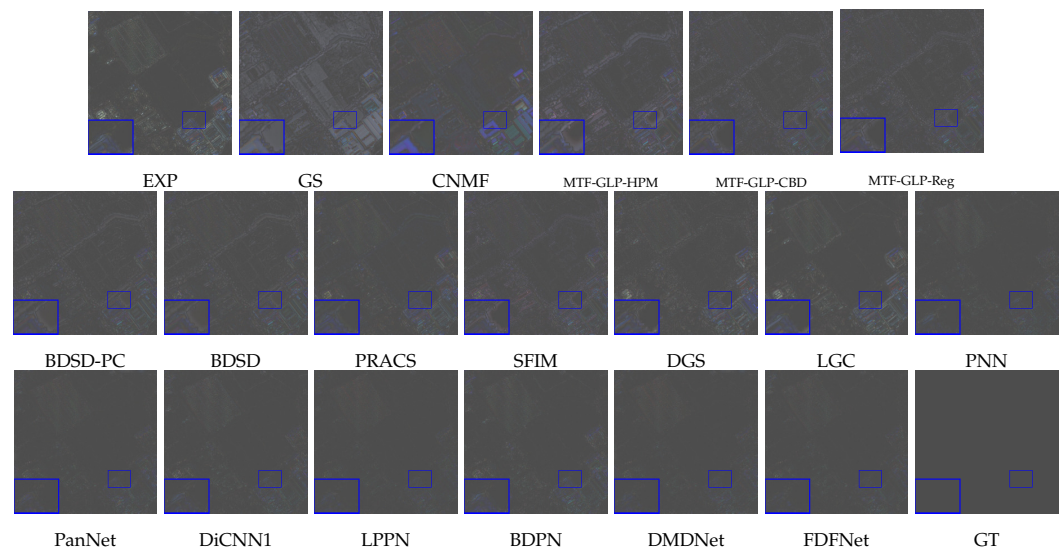 EXP GS CNMF MTF-GLP-HPM MTF-GLP-CBD MTF-GLP-Reg
BDSD-PC BDSD PRACS SFIM DGS LGC PNN
PanNet DiCNN1 LPPN BDPN DMDNet FDFNet GT